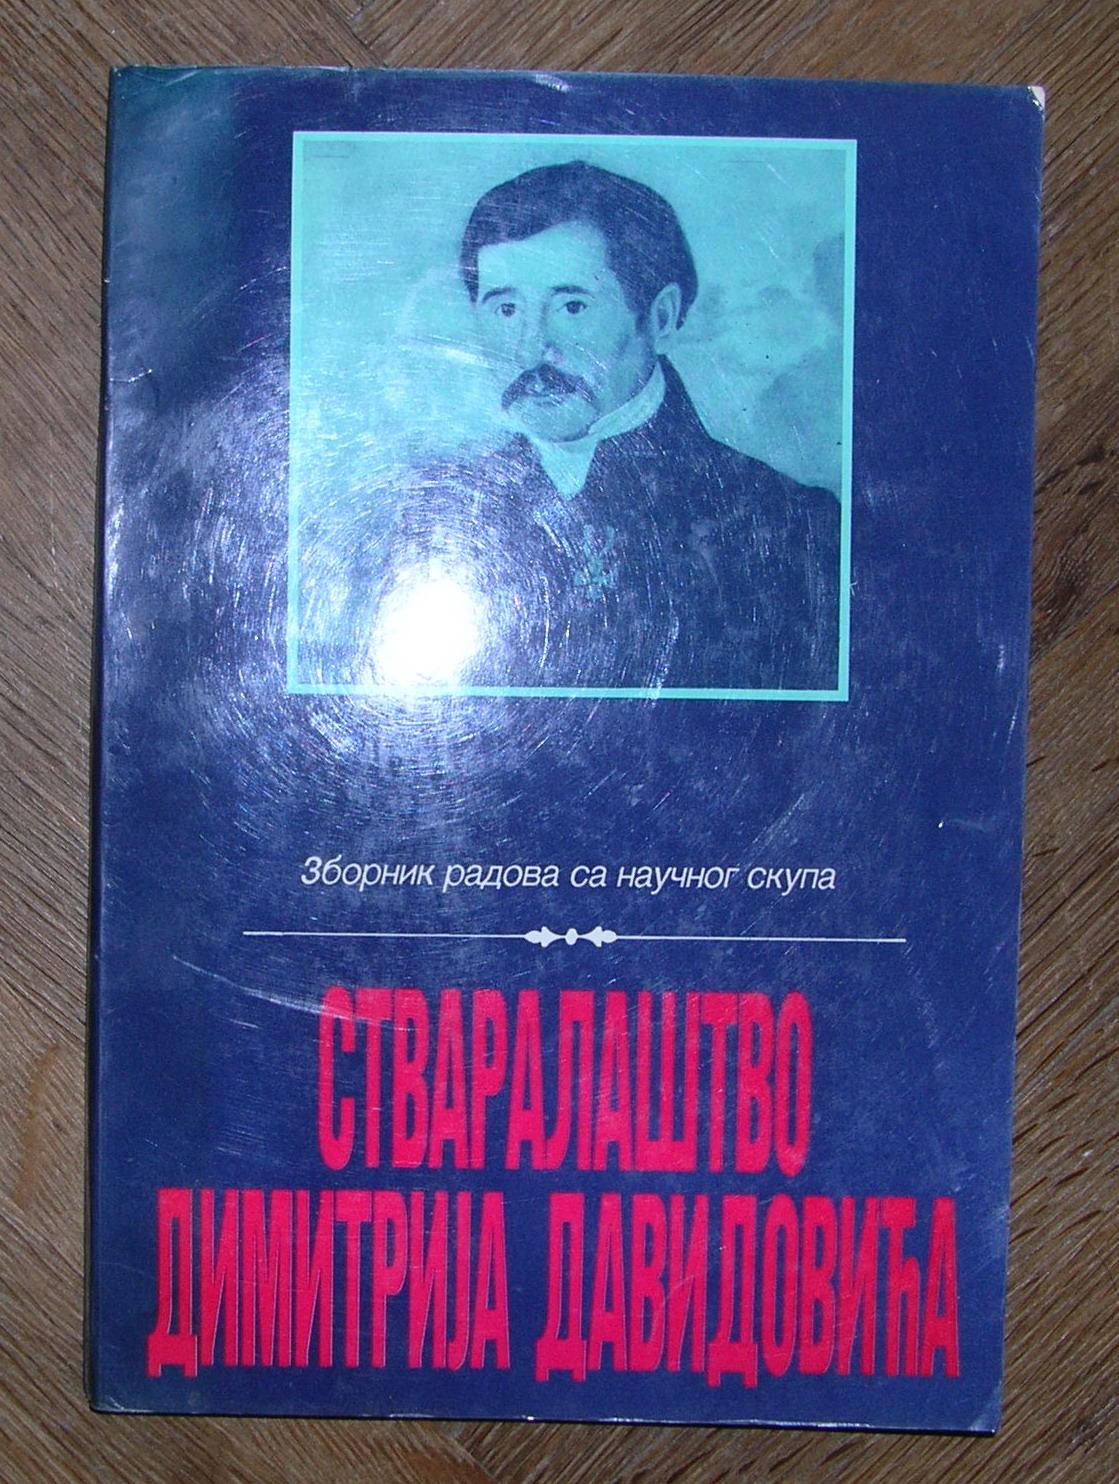 Зборник радова са научног скупа
СТВАРАЛАШТВО
ДИМИТРИЈА ДАВИДОВИЋА